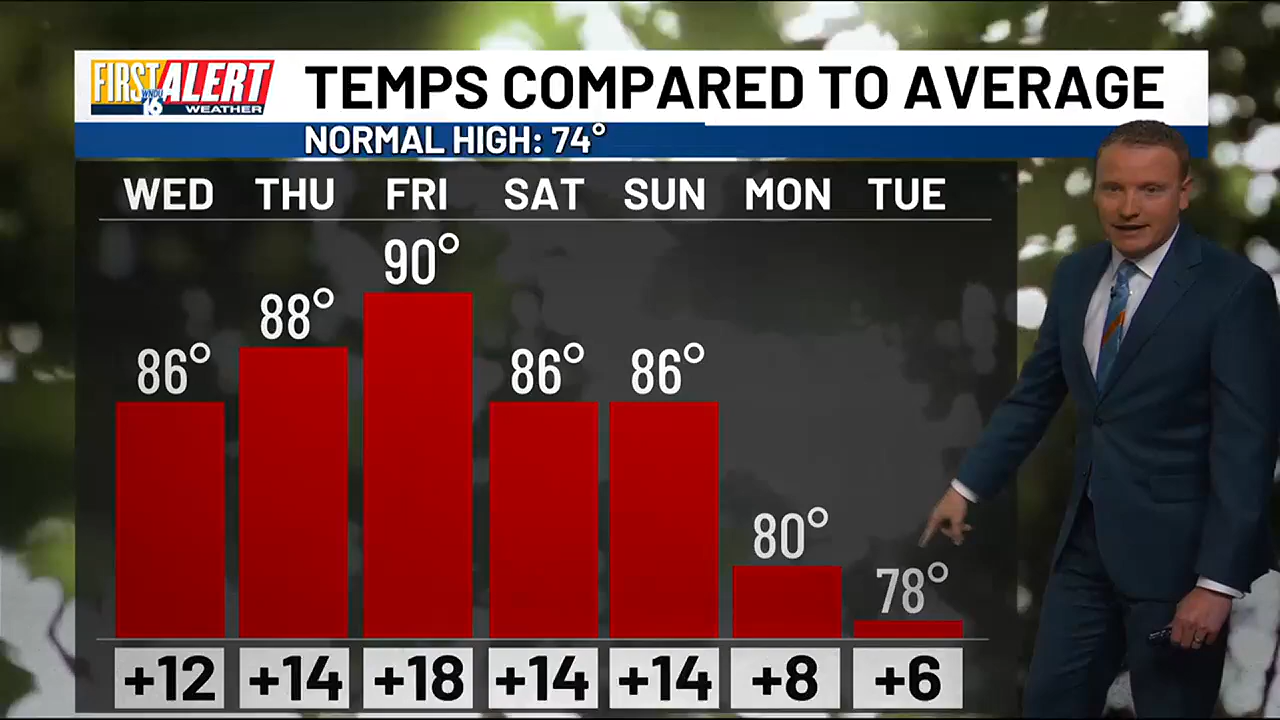 FIRST ALERT
WNDU
16
WEATHER
TEMPS COMPARED TO AVERAGE
NORMAL HIGH: 74°
WED THU FRI SAT SUN MON TUE
86° 88° 90° 86° 86° 80° 78°
+12 +14 +18 +14 +14 +8 +6